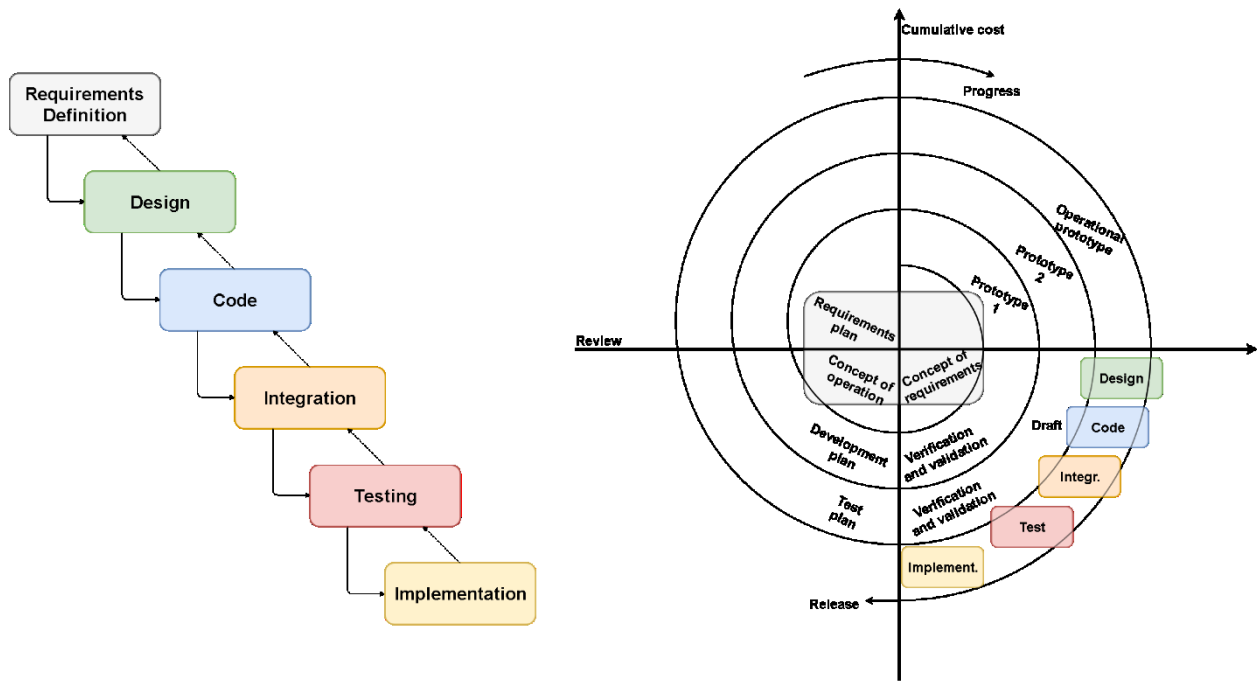 Requirements
Definition
Design
Code
Integration
Testing
Implementation
Cumulative cost
Progress
Operational
prototype
Prototype
2
Prototype
1
Requirements
plan
Review
Concept of
operation
Concept of
requirements
Design
Draft
Code
Development
plan
Verification
and validation
Integr.
Test
plan
Verification
and validation
Test
Implement.
Release